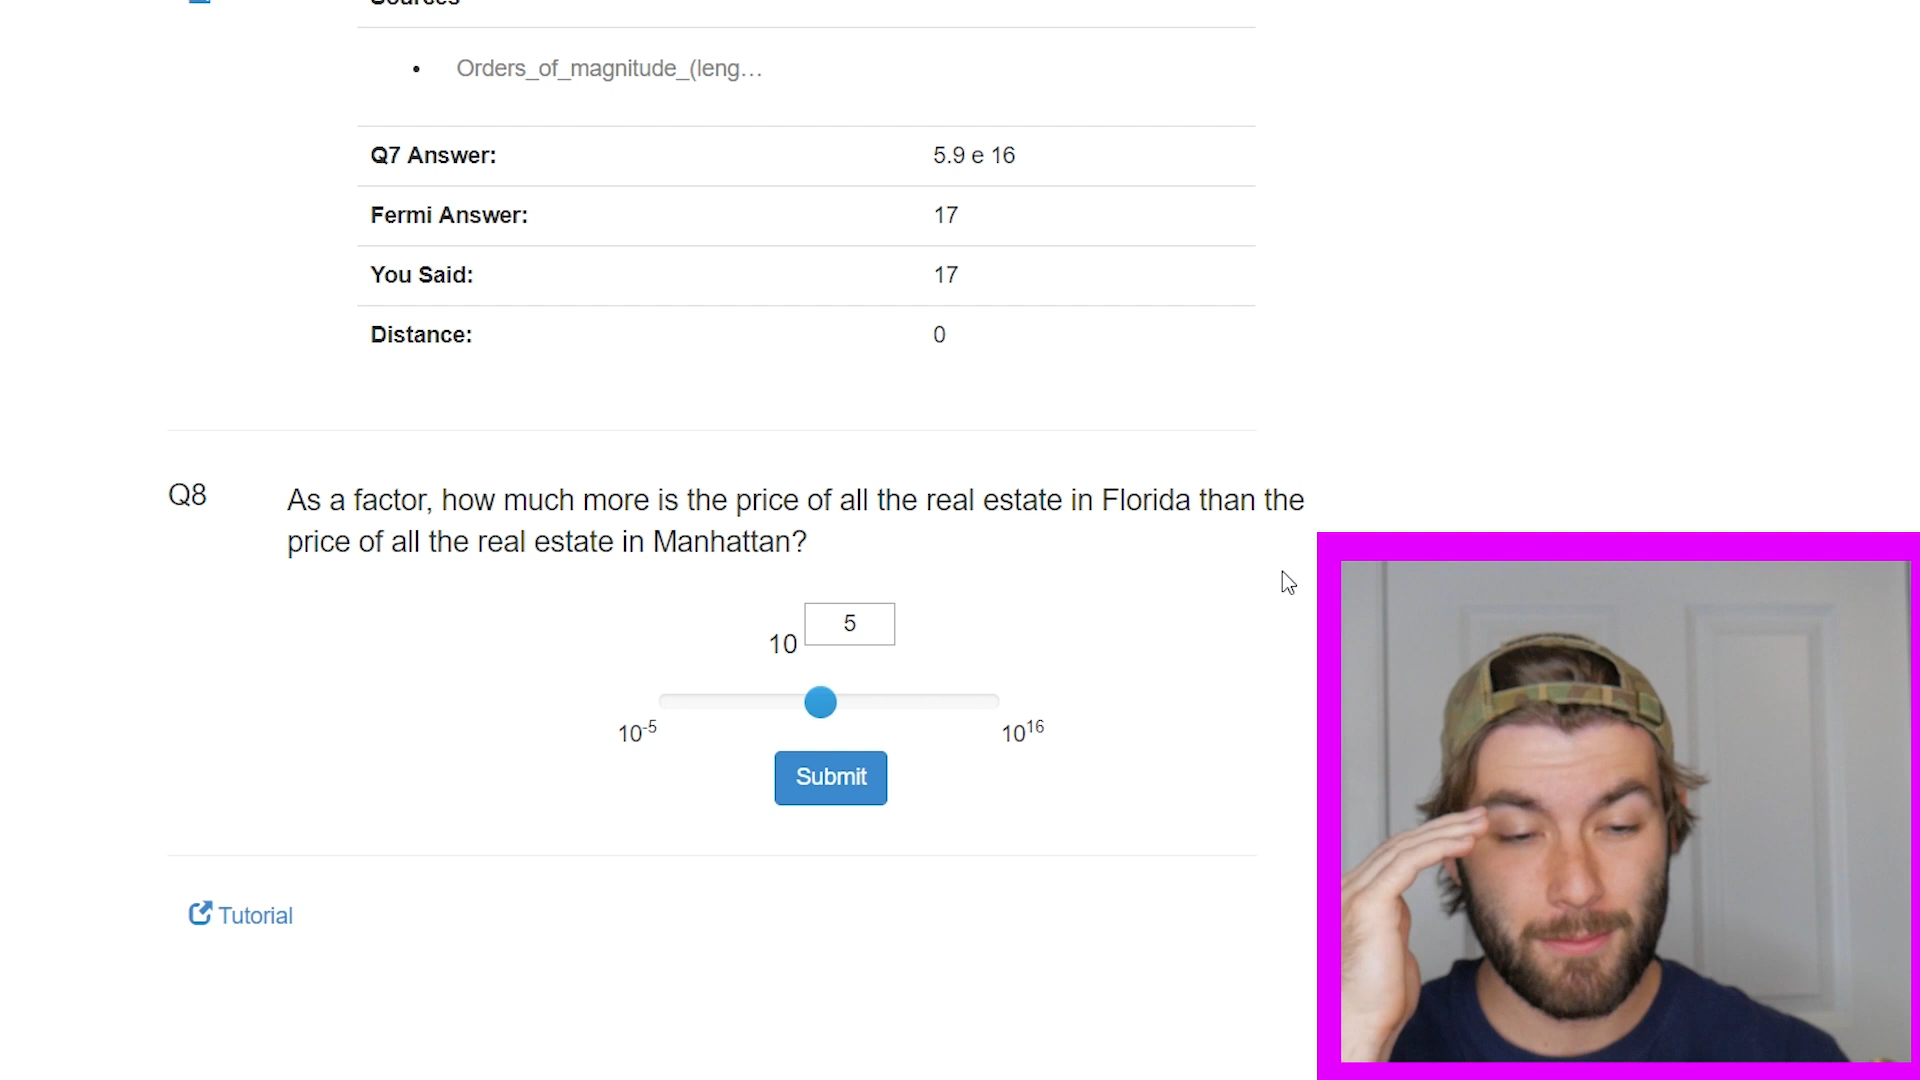 Sources
Orders_of_magnitude_(leng...
Q7 Answer: 5.9 e 16
Fermi Answer: 17
You Said: 17
Distance: 0
Q8 As a factor, how much more is the price of all the real estate in Florida than the
price of all the real estate in Manhattan?
10 5
10-5 1016
Submit
Tutorial